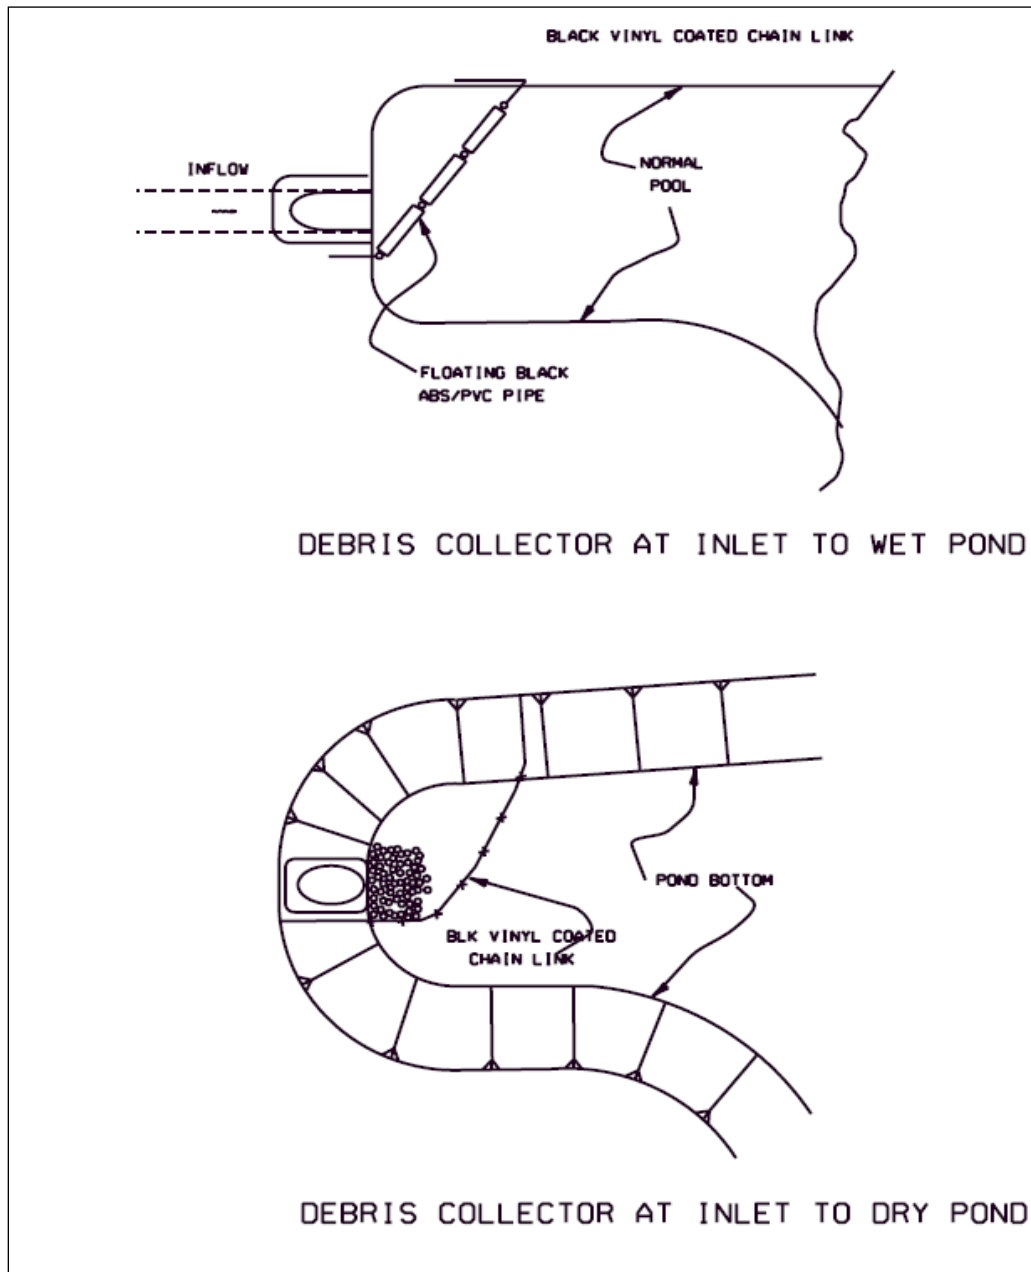 BLACK VINYL COATED CHAIN LINK
INFLOW
NORMAL
POOL
FLOATING BLACK
ABS/PVC PIPE
DEBRIS COLLECTOR AT INLET TO WET POND
POND BOTTOM
BLK VINYL COATED
CHAIN LINK
DEBRIS COLLECTOR AT INLET TO DRY POND